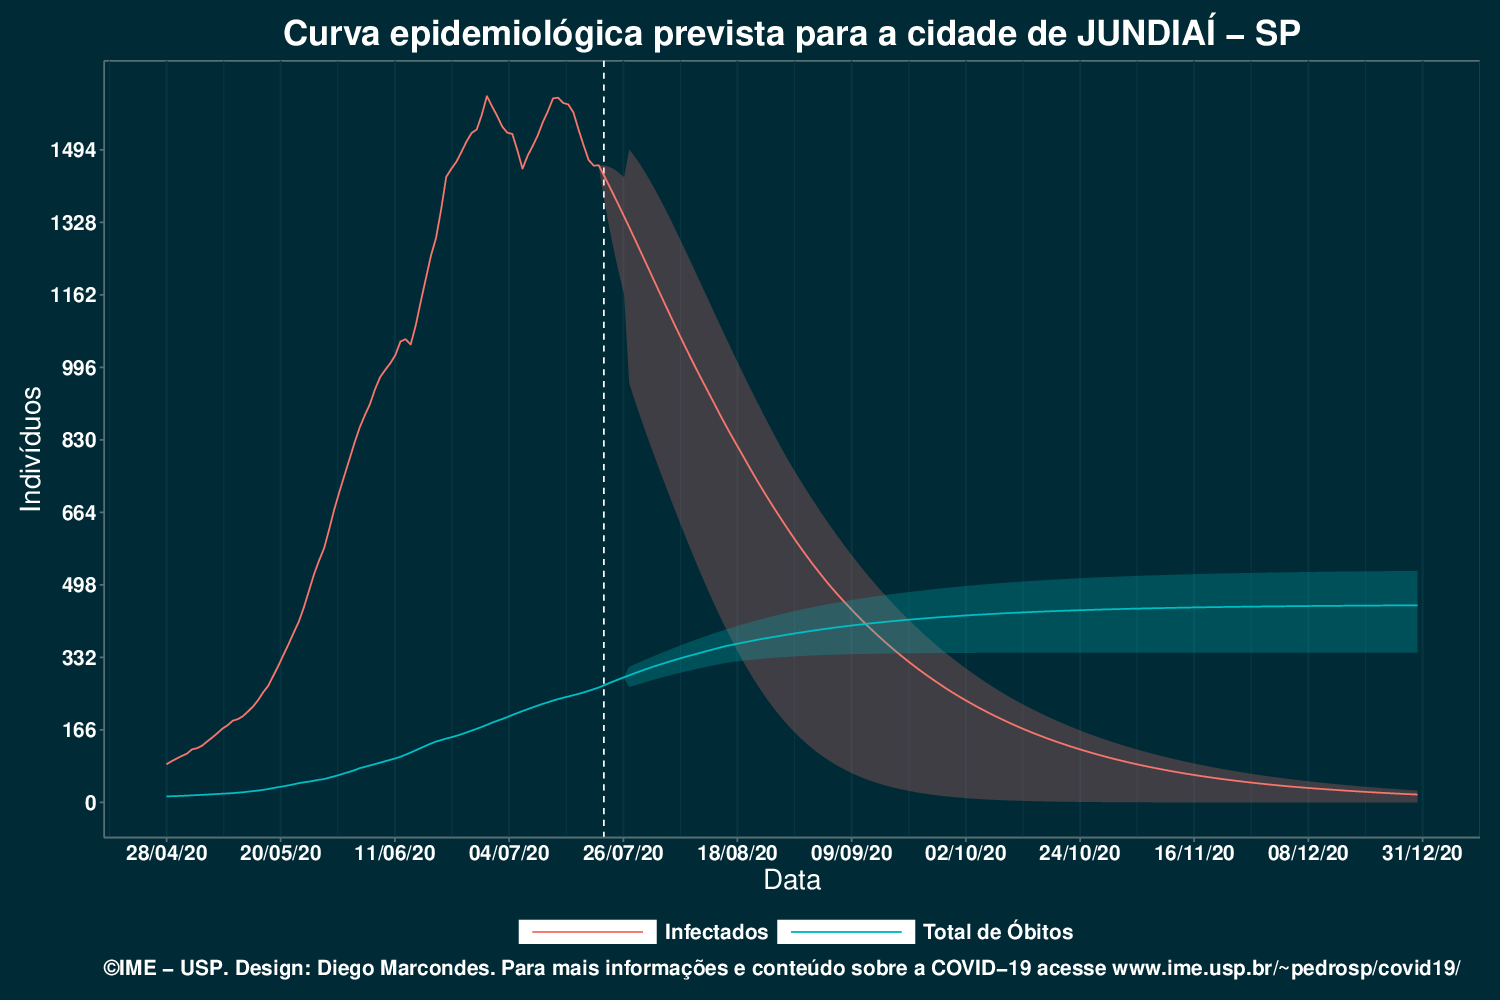 Curva epidemiológica prevista para a cidade de JUNDIAÍ – SP
1494
1328
1162
996
830
664
498
332
166
0
Indivíduos
28/04/20 20/05/20 11/06/20 04/07/20 26/07/20 18/08/20 09/09/20 02/10/20 24/10/20 16/11/20 08/12/20 31/12/20
Data
Infectados Total de Óbitos
©IME – USP. Design: Diego Marcondes. Para mais informações e conteúdo sobre a COVID–19 acesse www.ime.usp.br/~pedrosp/covid19/